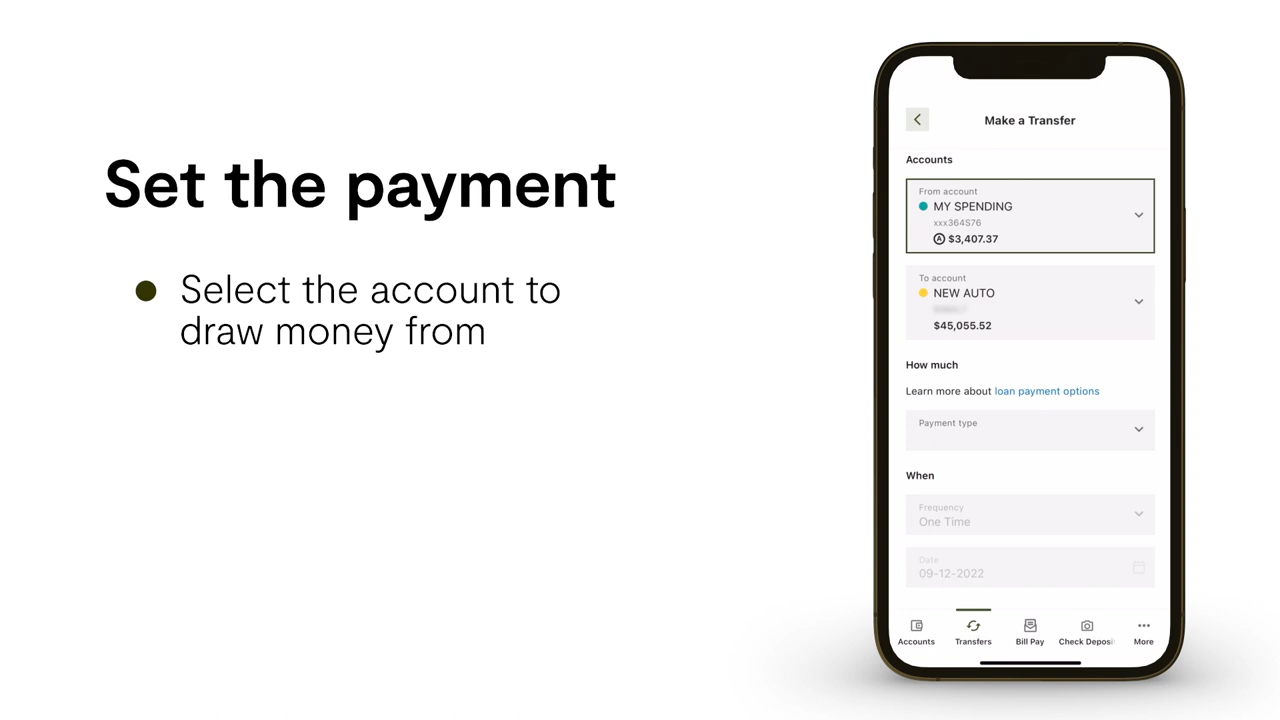 Set the payment
Select the account to
draw money from
Make a Transfer
Accounts
From account
MY SPENDING
xxx364S76
A $3,407.37
To account
NEW AUTO
$45,055.52
How much
Learn more about loan payment options
Payment type
When
Frequency
One Time
Date
09-12-2022
Accounts
Transfers
Bill Pay
Check Deposi
More